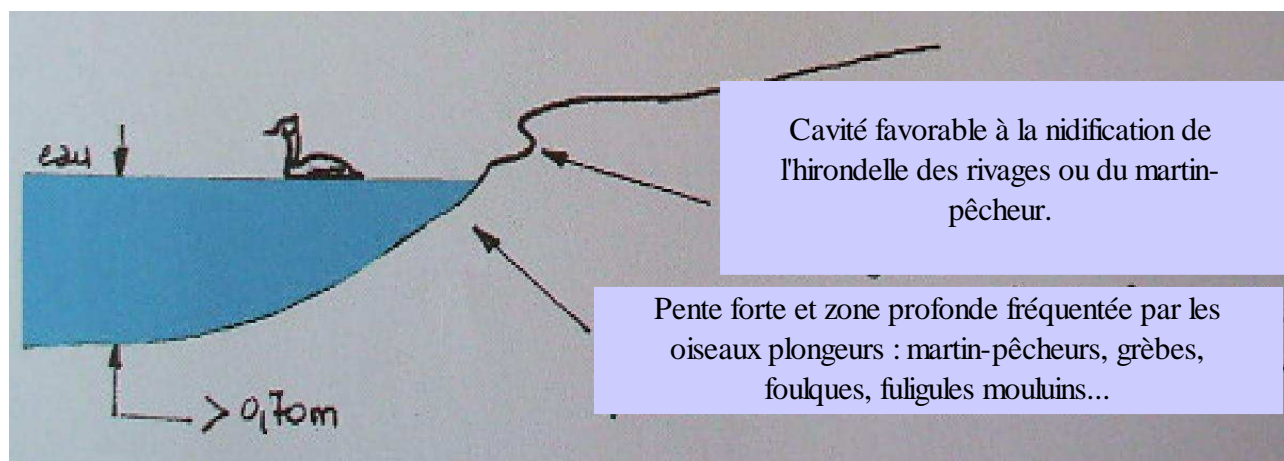 eau
Cavité favorable à la nidification de
l'hirondelle des rivages ou du martin-
pêcheur.
Pente forte et zone profonde fréquentée par les
oiseaux plongeurs : martin-pêcheurs, grèbes,
foulques, fuligules mouluins...
> 0,70m